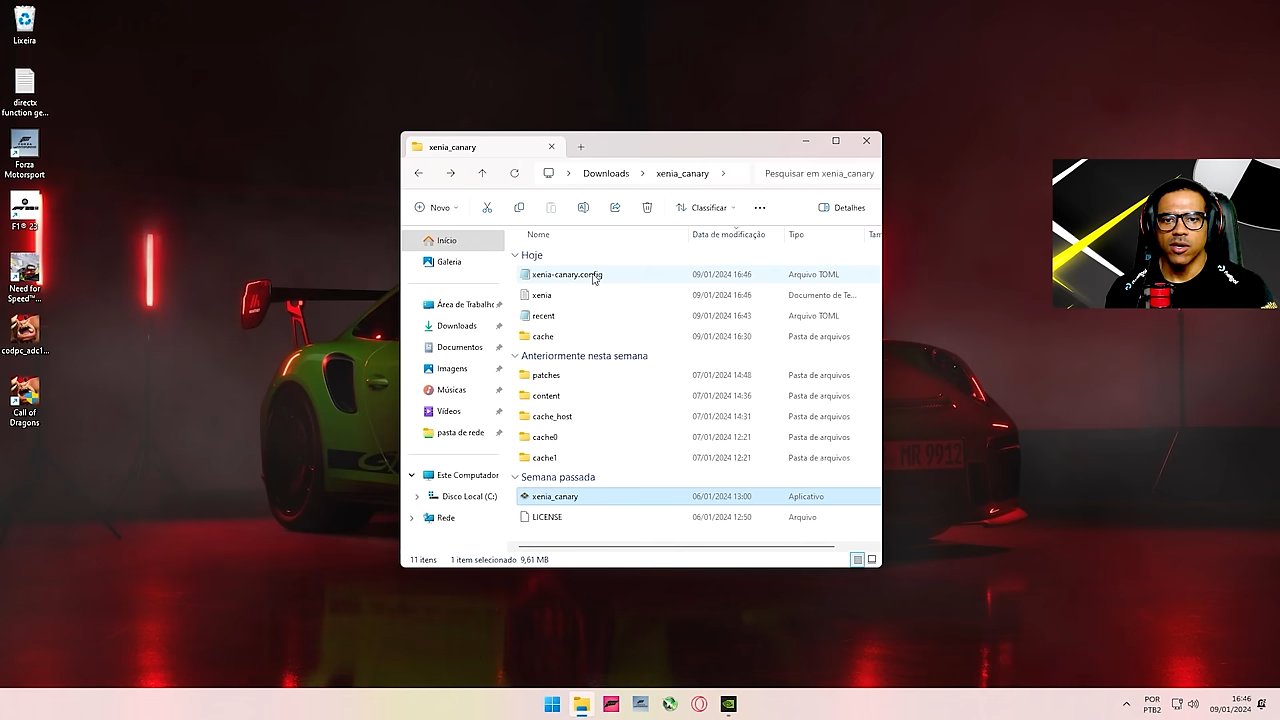 Lixeira
directx
function ge...
Forza
Motorsport
F1® 23
Need for
Speed™...
codpc_adc1...
Call of
Dragons
xenia_canary
Downloads
xenia_canary
Pesquisar em xenia_canary
Novo
Classificar
Detalhes
Início
Galeria
Área de Trabalho
Downloads
Documentos
Imagens
Músicas
Vídeos
pasta de rede
Este Computador
Disco Local (C:)
Rede
Nome Data de modificação Tipo Tam
Hoje
xenia-canary.config 09/01/2024 16:46 Arquivo TOML
xenia 09/01/2024 16:46 Documento de Te...
recent 09/01/2024 16:43 Arquivo TOML
cache 09/01/2024 16:30 Pasta de arquivos
Anteriormente nesta semana
patches 07/01/2024 14:48 Pasta de arquivos
content 07/01/2024 14:36 Pasta de arquivos
cache_host 07/01/2024 14:31 Pasta de arquivos
cache0 07/01/2024 12:21 Pasta de arquivos
cache1 07/01/2024 12:21 Pasta de arquivos
Semana passada
xenia_canary 06/01/2024 13:00 Aplicativo
LICENSE 06/01/2024 12:50 Arquivo
11 itens 1 item selecionado 9,61 MB
HR 9912
POR
PTB2
16:46
09/01/2024